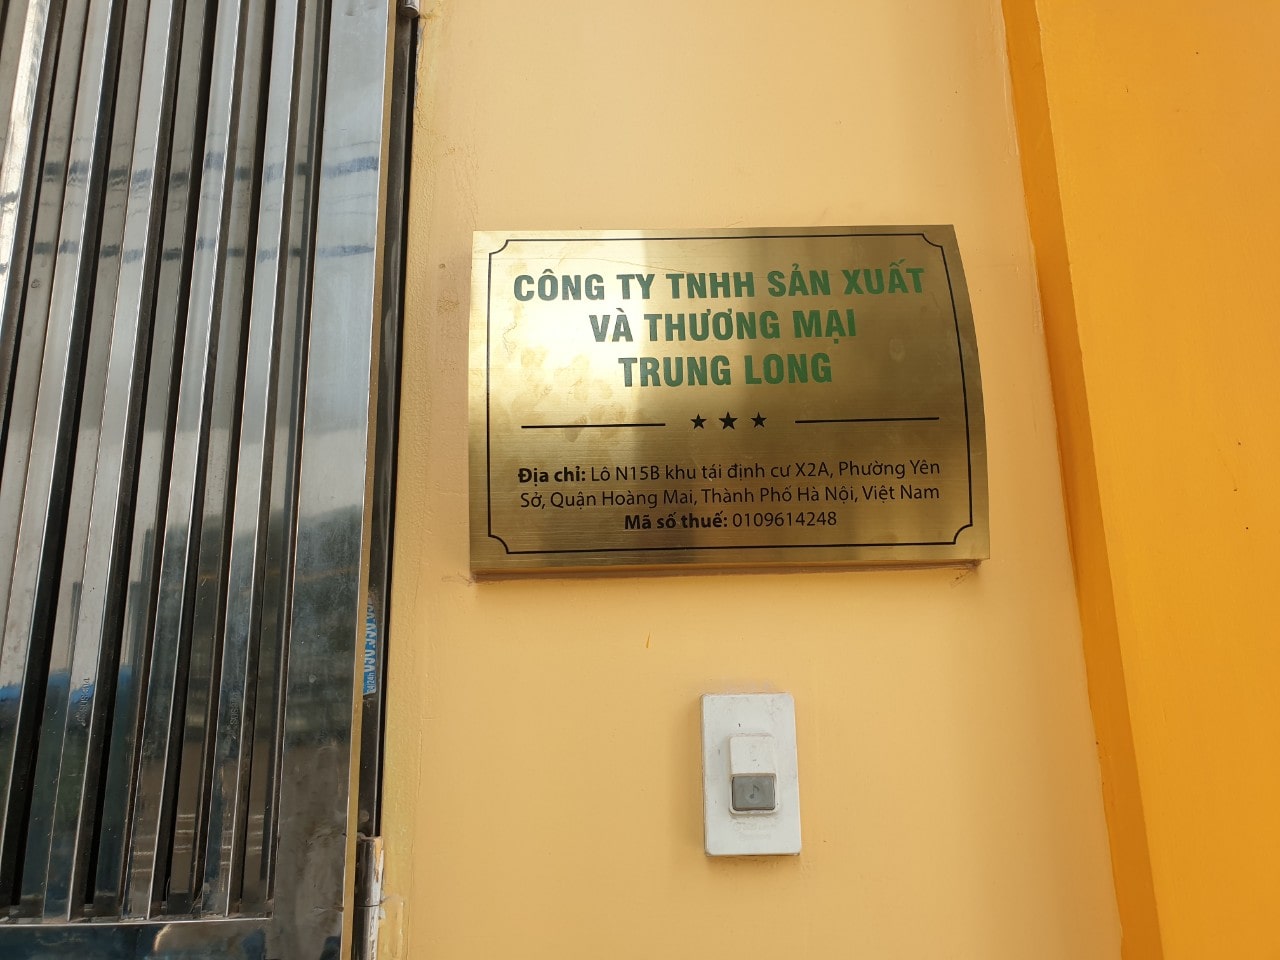 CÔNG TY TNHH SẢN XUẤT
VÀ THƯƠNG MẠI
TRUNG LONG
Địa chỉ: Lô N15B khu tái định cư X2A, Phường Yên
Sở, Quận Hoàng Mai, Thành Phố Hà Nội, Việt Nam
Mã số thuế: 0109614248